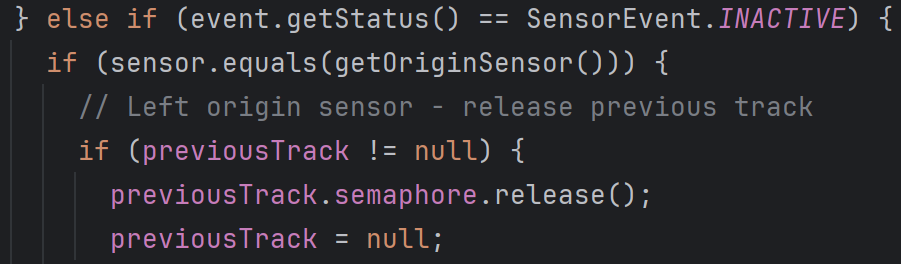 } else if (event.getStatus() == SensorEvent.INACTIVE) {
if (sensor.equals(getOriginSensor())) {
// Left origin sensor - release previous track
if (previousTrack != null) {
previousTrack.semaphore.release();
previousTrack = null;